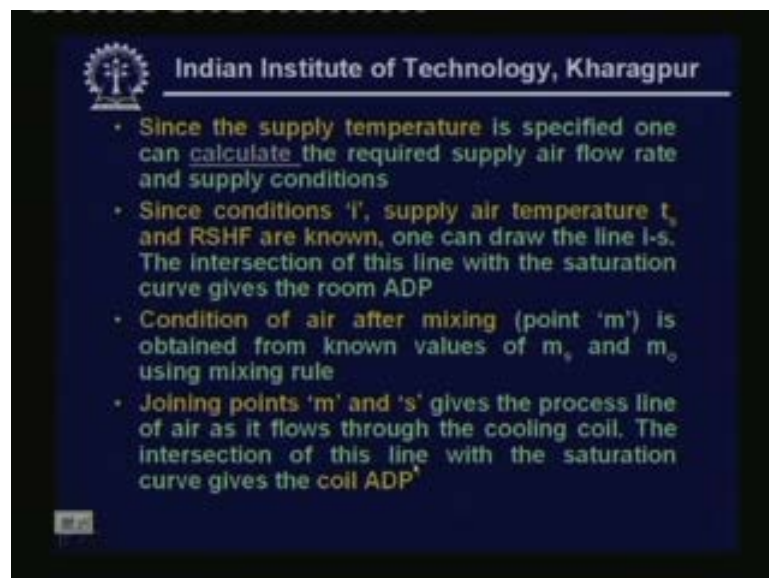 Indian Institute of Technology, Kharagpur
• Since the supply temperature is specified one
can calculate the required supply air flow rate
and supply conditions
• Since conditions 'i', supply air temperature ts
and RSHF are known, one can draw the line i-s.
The intersection of this line with the saturation
curve gives the room ADP
• Condition of air after mixing (point 'm') is
obtained from known values of ms and mo
using mixing rule
• Joining points 'm' and 's' gives the process line
of air as it flows through the cooling coil. The
intersection of this line with the saturation
curve gives the coil ADP